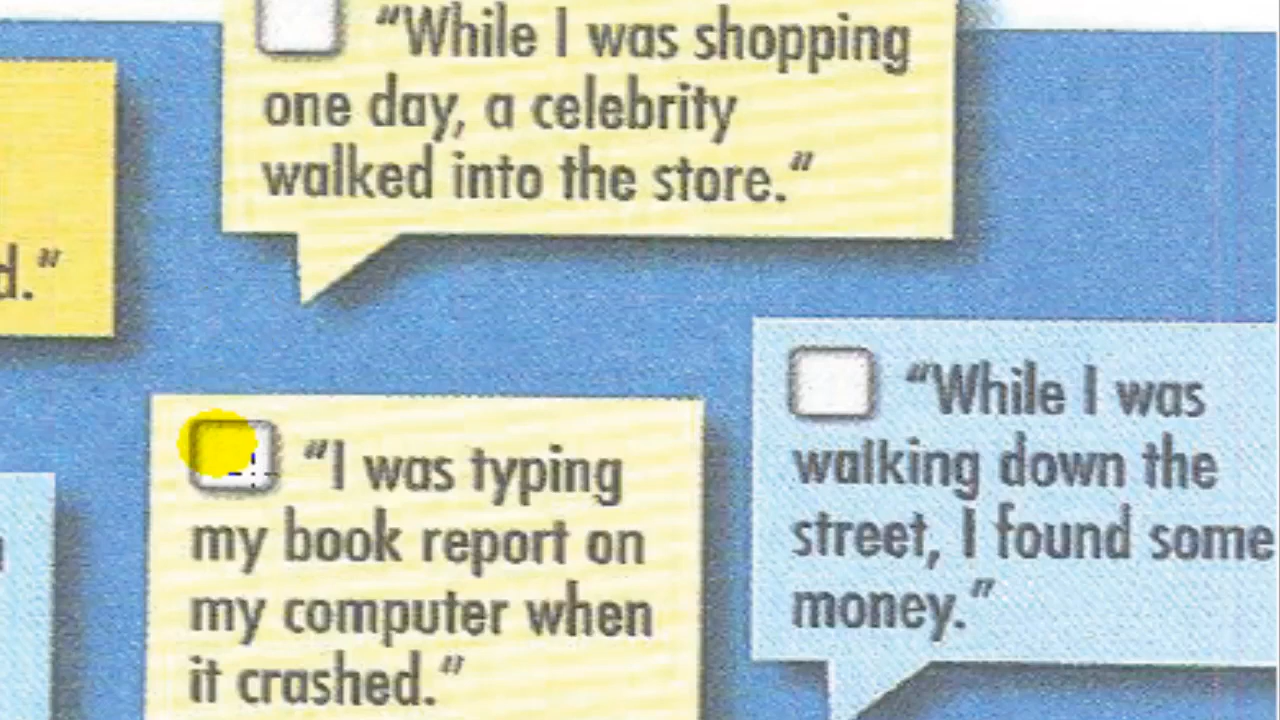 “While I was shopping
one day, a celebrity
walked into the store.”
d.”
“I was typing
my book report on
my computer when
it crashed.”
“While I was
walking down the
street, I found some
money.”